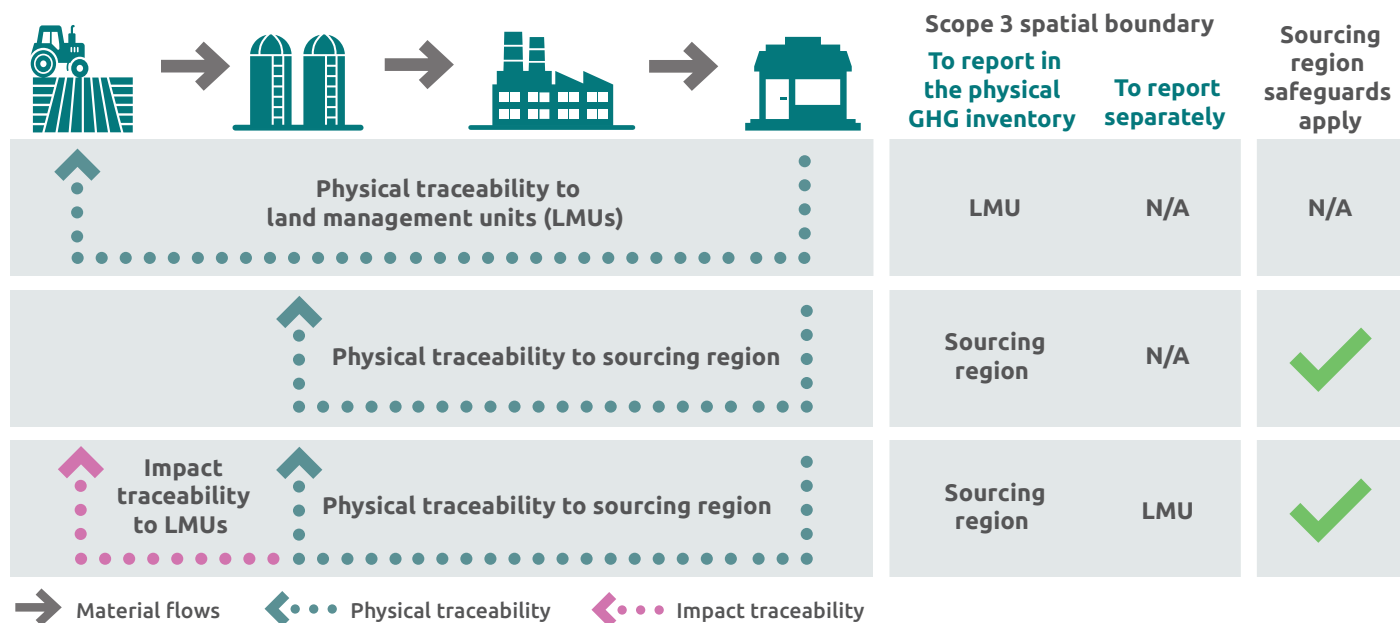 Scope 3 spatial boundary
To report in
the physical
GHG inventory
To report
separately
Sourcing
region
safeguards
apply
Physical traceability to
land management units (LMUs)
LMU
N/A
N/A
Physical traceability to sourcing region
Sourcing
region
N/A
Impact
traceability
to LMUs
Physical traceability to sourcing region
Sourcing
region
LMU
Material flows
Physical traceability
Impact traceability